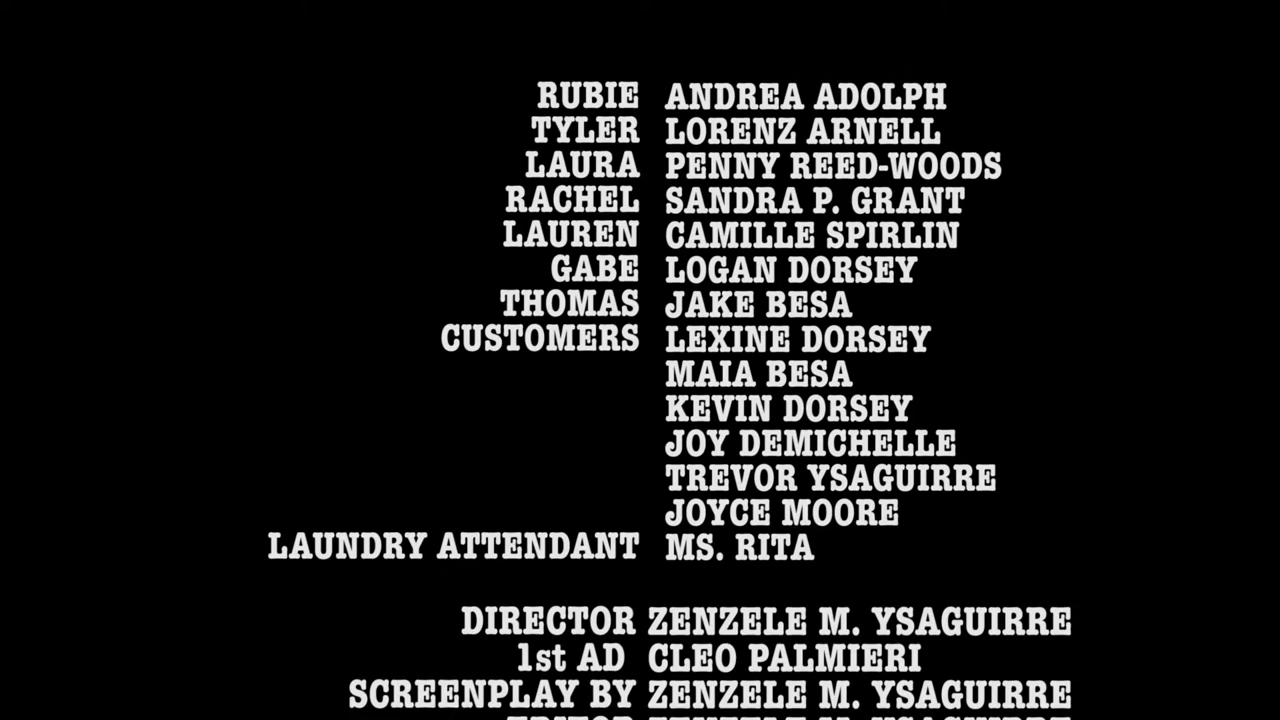 RUBIE ANDREA ADOLPH
TYLER LORENZ ARNELL
LAURA PENNY REED-WOODS
RACHEL SANDRA P. GRANT
LAUREN CAMILLE SPIRLIN
GABE LOGAN DORSEY
THOMAS JAKE BESA
CUSTOMERS LEXINE DORSEY
MAIA BESA
KEVIN DORSEY
JOY DEMICHELLE
TREVOR YSAGUIRRE
JOYCE MOORE
LAUNDRY ATTENDANT MS. RITA
DIRECTOR ZENZELE M. YSAGUIRRE
1st AD CLEO PALMIERI
SCREENPLAY BY ZENZELE M. YSAGUIRRE